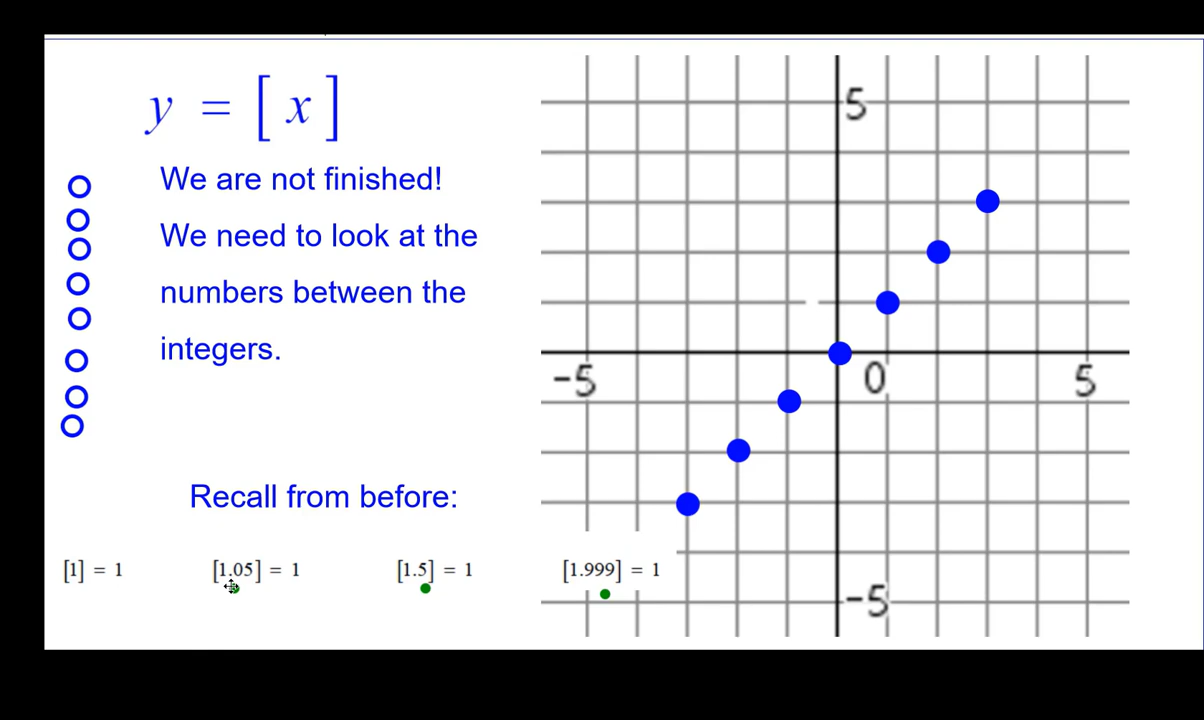 y = [ x ]
We are not finished!
We need to look at the
numbers between the
integers.
Recall from before:
[1] = 1
[1.05] = 1
[1.5] = 1
[1.999] = 1
5
-5
0
5
-5